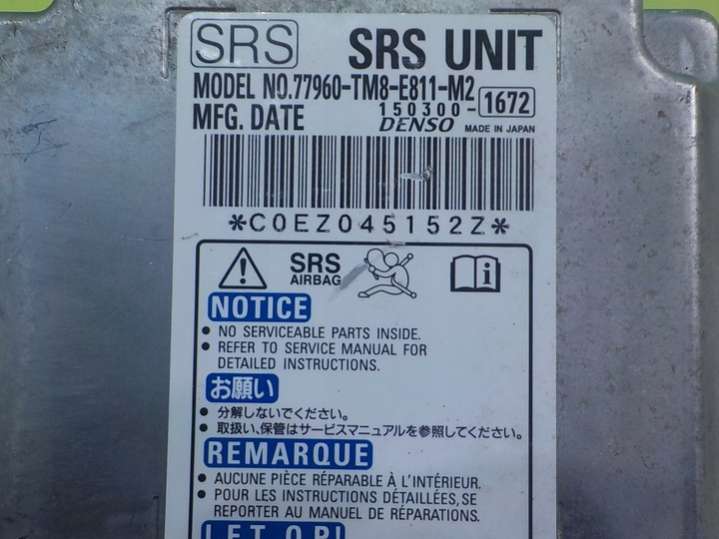 SRS SRS UNIT
MODEL NO.77960-TM8-E811-M2
150300-1672
MFG. DATE DENSO MADE IN JAPAN
*C0EZ045152Z*
SRS
AIRBAG
NOTICE
• NO SERVICEABLE PARTS INSIDE.
• REFER TO SERVICE MANUAL FOR
DETAILED INSTRUCTIONS.
お願い
• 分解しないでください。
• 取扱い、保管はサービスマニュアルを参照してください。
REMARQUE
• AUCUNE PIÈCE RÉPARABLE À L'INTÉRIEUR.
• POUR LES INSTRUCTIONS DÉTAILLÉES, SE
REPORTER AU MANUEL DE RÉPARATIONS.
LET OP!